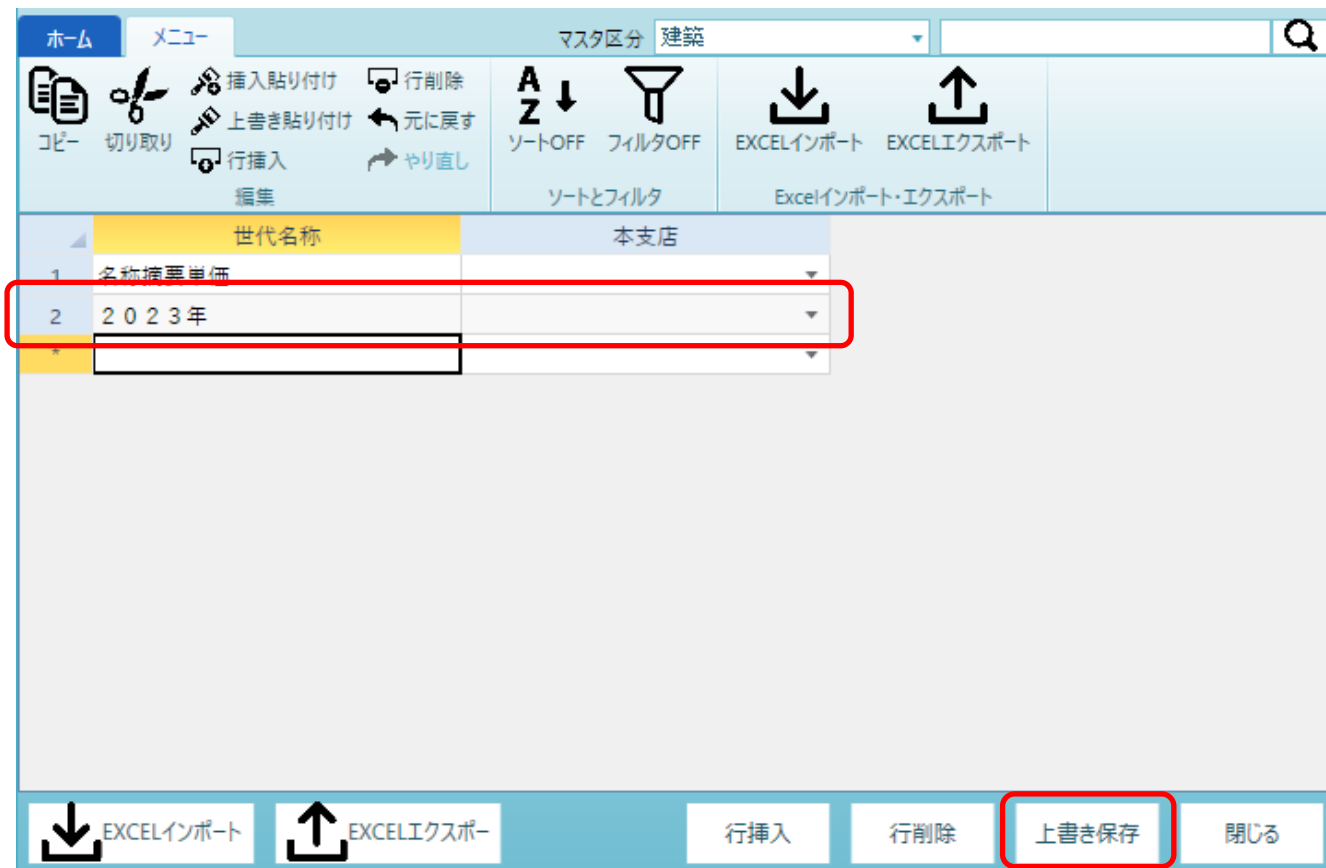 ホーム メニュー マスタ区分 建築
挿入貼り付け 行削除
上書き貼り付け 元に戻す
コピー 切り取り 行挿入 やり直し ソートOFF フィルタOFF EXCELインポート EXCELエクスポート
編集 ソートとフィルタ Excelインポート・エクスポート
世代名称 本支店
1 名称摘要単価
2 2023年
*
EXCELインポート EXCELエクスポー 行挿入 行削除 上書き保存 閉じる